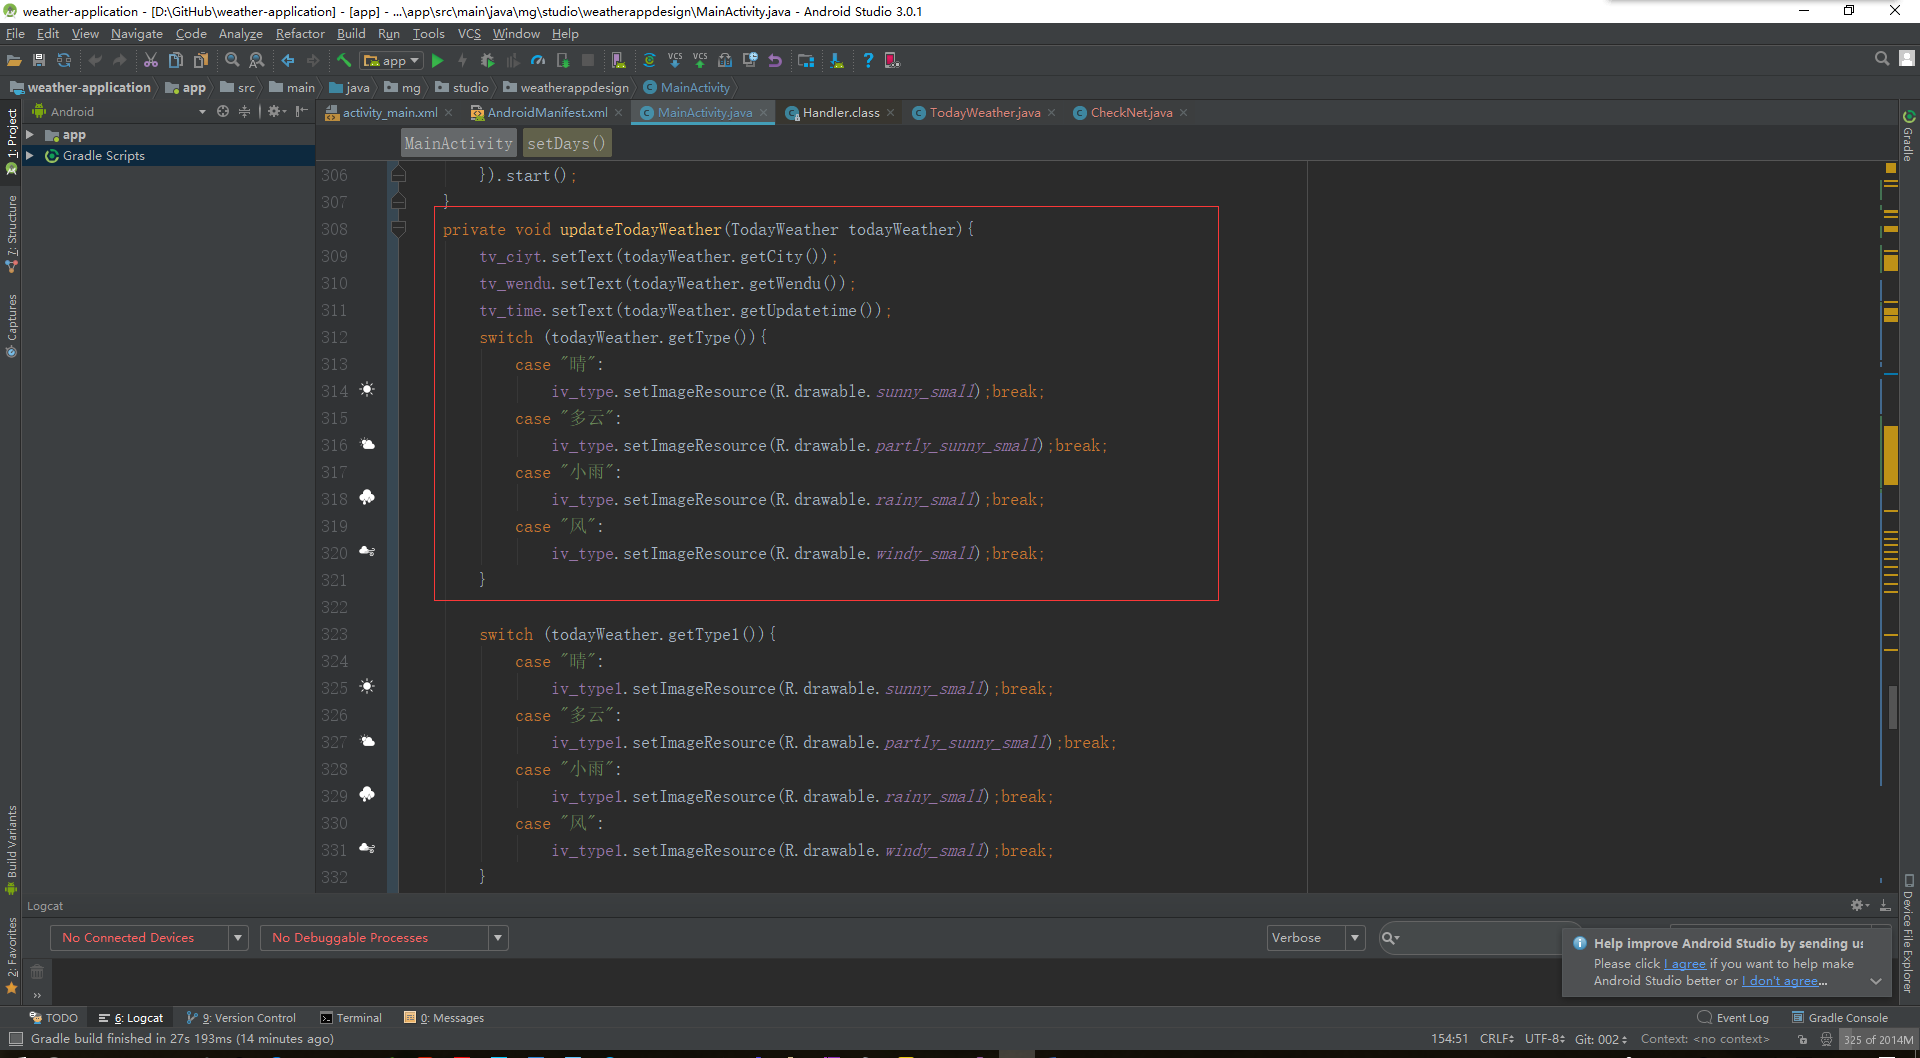 weather-application - [D:\GitHub\weather-application] - [app] - ...\app\src\main\java\mg\studio\weatherappdesign\MainActivity.java - Android Studio 3.0.1
File Edit View Navigate Code Analyze Refactor Build Run Tools VCS Window Help
app
weather-application app src main java mg studio weatherappdesign MainActivity
Android
activity_main.xml AndroidManifest.xml MainActivity.java Handler.class TodayWeather.java CheckNet.java
MainActivity setDays()
app
Gradle Scripts
1: Project
7: Structure
Captures
Build Variants
2: Favorites
Gradle
Device File Explorer
306 }).start();
307 }
308 private void updateTodayWeather(TodayWeather todayWeather){
309 tv_ciyt.setText(todayWeather.getCity());
310 tv_wendu.setText(todayWeather.getWendu());
311 tv_time.setText(todayWeather.getUpdatetime());
312 switch (todayWeather.getType()){
313 case "晴":
314 iv_type.setImageResource(R.drawable.sunny_small);break;
315 case "多云":
316 iv_type.setImageResource(R.drawable.partly_sunny_small);break;
317 case "小雨":
318 iv_type.setImageResource(R.drawable.rainy_small);break;
319 case "风":
320 iv_type.setImageResource(R.drawable.windy_small);break;
321 }
322
323 switch (todayWeather.getType1()){
324 case "晴":
325 iv_type1.setImageResource(R.drawable.sunny_small);break;
326 case "多云":
327 iv_type1.setImageResource(R.drawable.partly_sunny_small);break;
328 case "小雨":
329 iv_type1.setImageResource(R.drawable.rainy_small);break;
330 case "风":
331 iv_type1.setImageResource(R.drawable.windy_small);break;
332 }
Logcat
No Connected Devices No Debuggable Processes Verbose
Help improve Android Studio by sending us
Please click I agree if you want to help make
Android Studio better or I don't agree...
TODO 6: Logcat 9: Version Control Terminal 0: Messages Event Log Gradle Console
Gradle build finished in 27s 193ms (14 minutes ago) 154:51 CRLF UTF-8 Git: 002 Context: <no context> 325 of 2014M